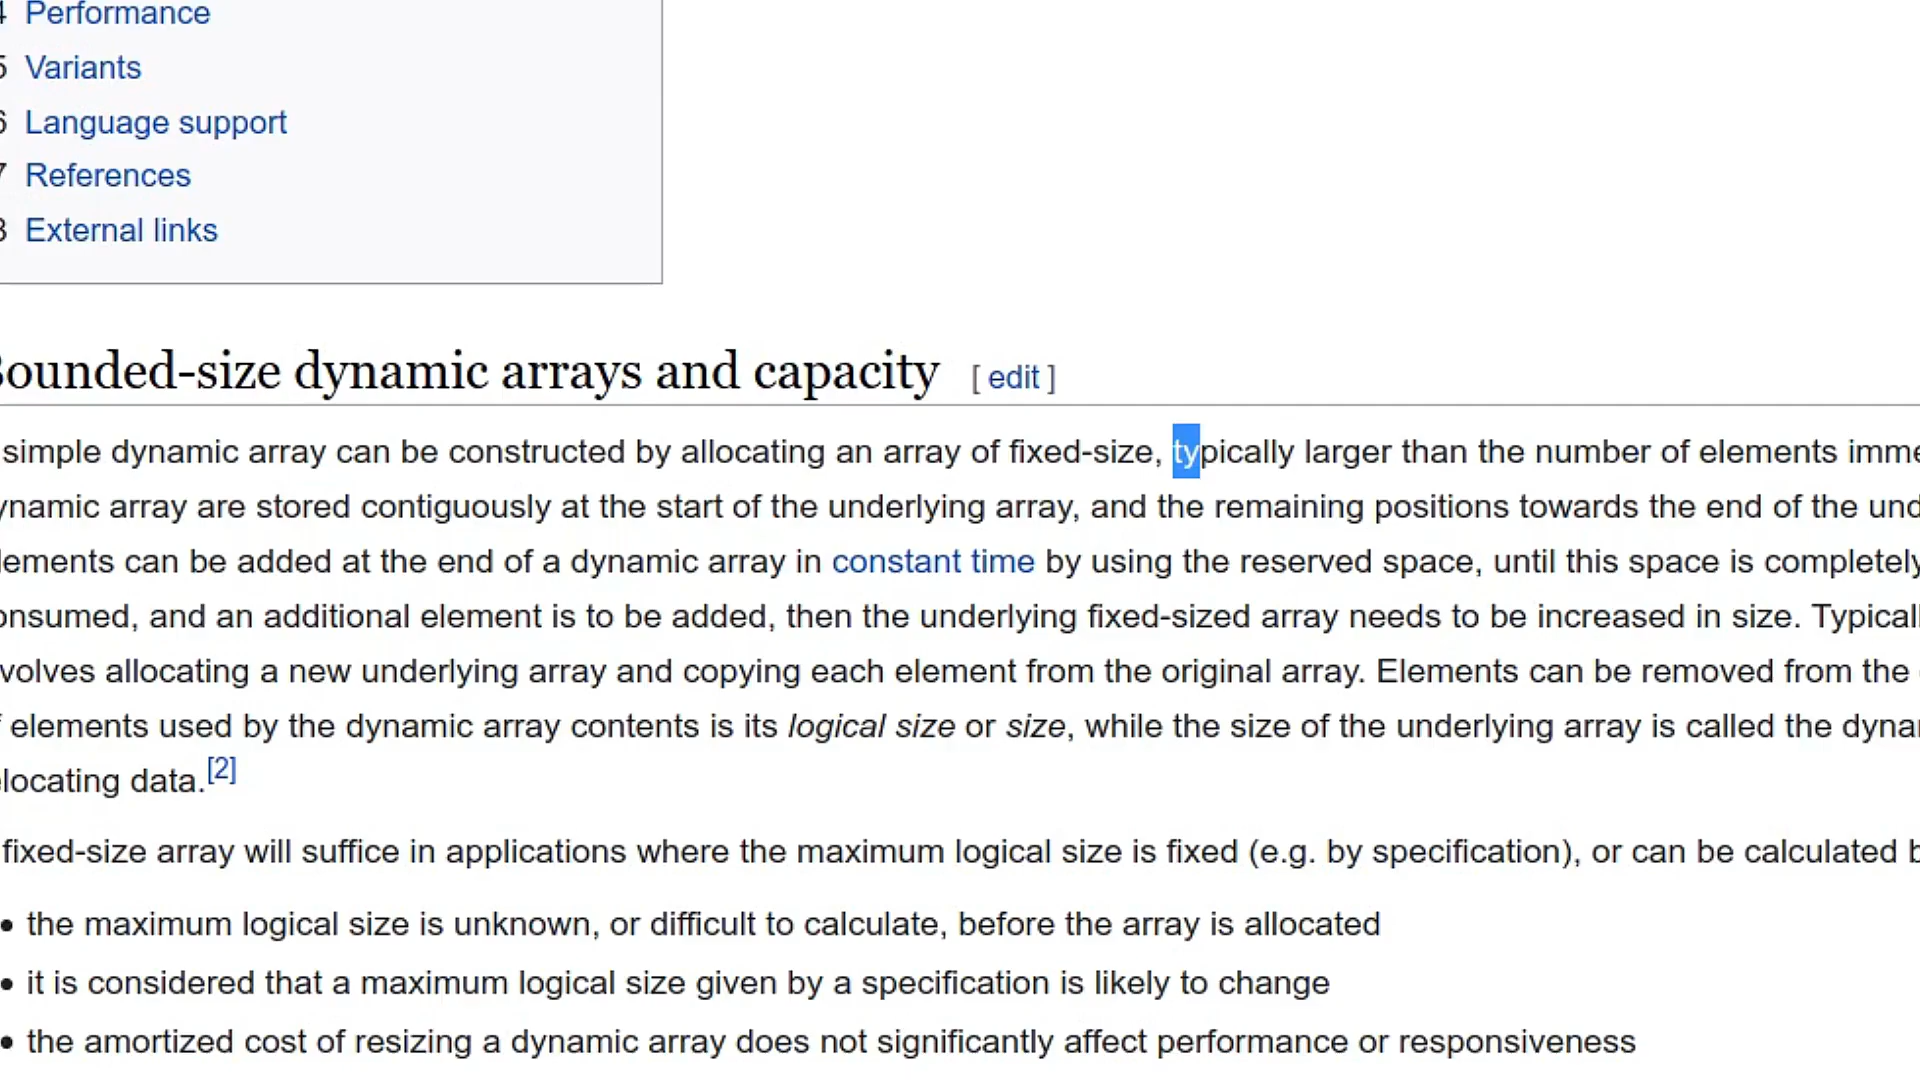 Performance
5 Variants
6 Language support
7 References
External links
ounded-size dynamic arrays and capacity [ edit ]
simple dynamic array can be constructed by allocating an array of fixed-size, typically larger than the number of elements imme
ynamic array are stored contiguously at the start of the underlying array, and the remaining positions towards the end of the und
lements can be added at the end of a dynamic array in constant time by using the reserved space, until this space is completely
onsumed, and an additional element is to be added, then the underlying fixed-sized array needs to be increased in size. Typical
volves allocating a new underlying array and copying each element from the original array. Elements can be removed from the
f elements used by the dynamic array contents is its logical size or size, while the size of the underlying array is called the dyna
locating data.[2]
fixed-size array will suffice in applications where the maximum logical size is fixed (e.g. by specification), or can be calculated b
• the maximum logical size is unknown, or difficult to calculate, before the array is allocated
• it is considered that a maximum logical size given by a specification is likely to change
• the amortized cost of resizing a dynamic array does not significantly affect performance or responsiveness